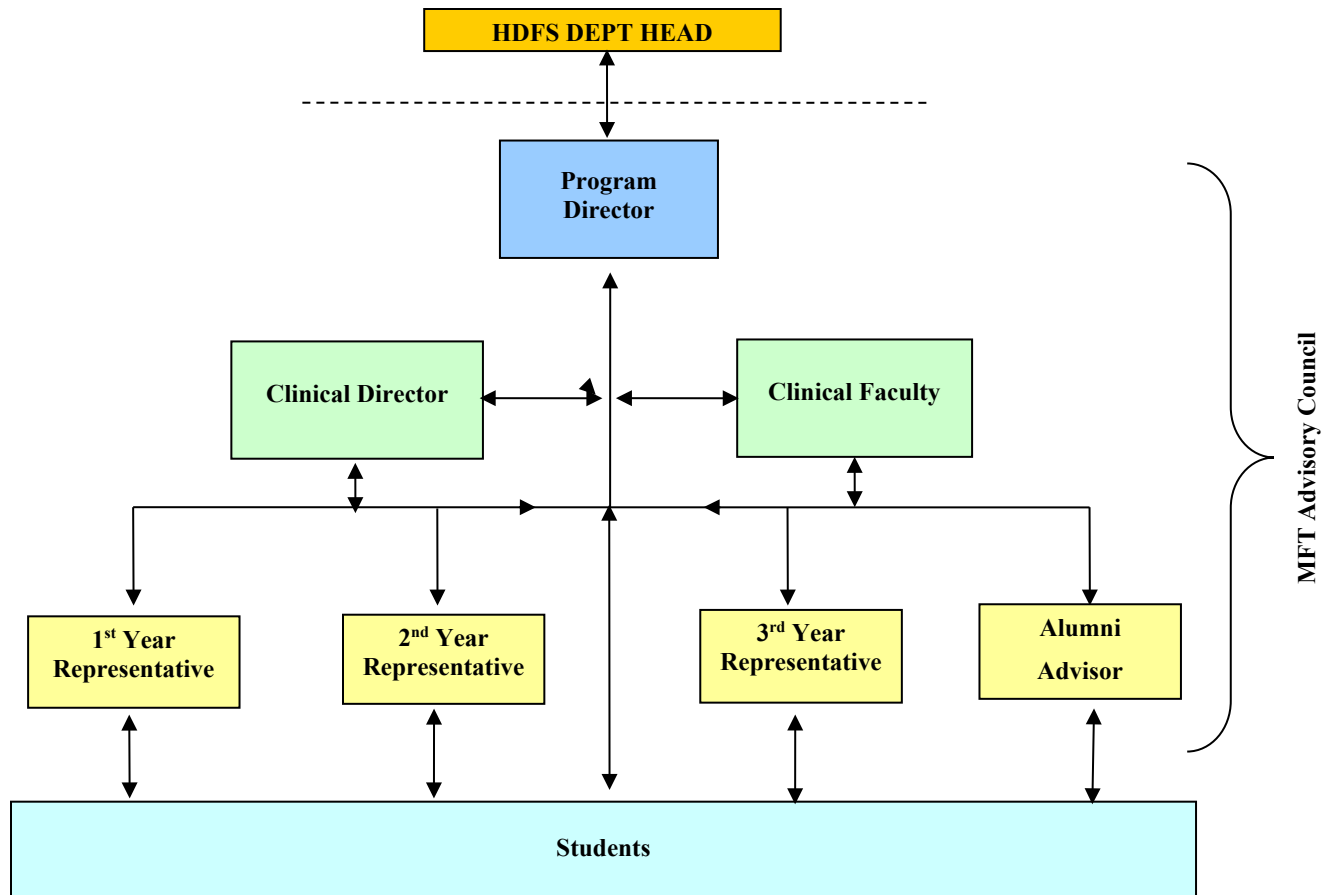 HDFS DEPT HEAD
Program
Director
Clinical Director
Clinical Faculty
MFT Advisory Council
1st Year
Representative
2nd Year
Representative
3rd Year
Representative
Alumni
Advisor
Students